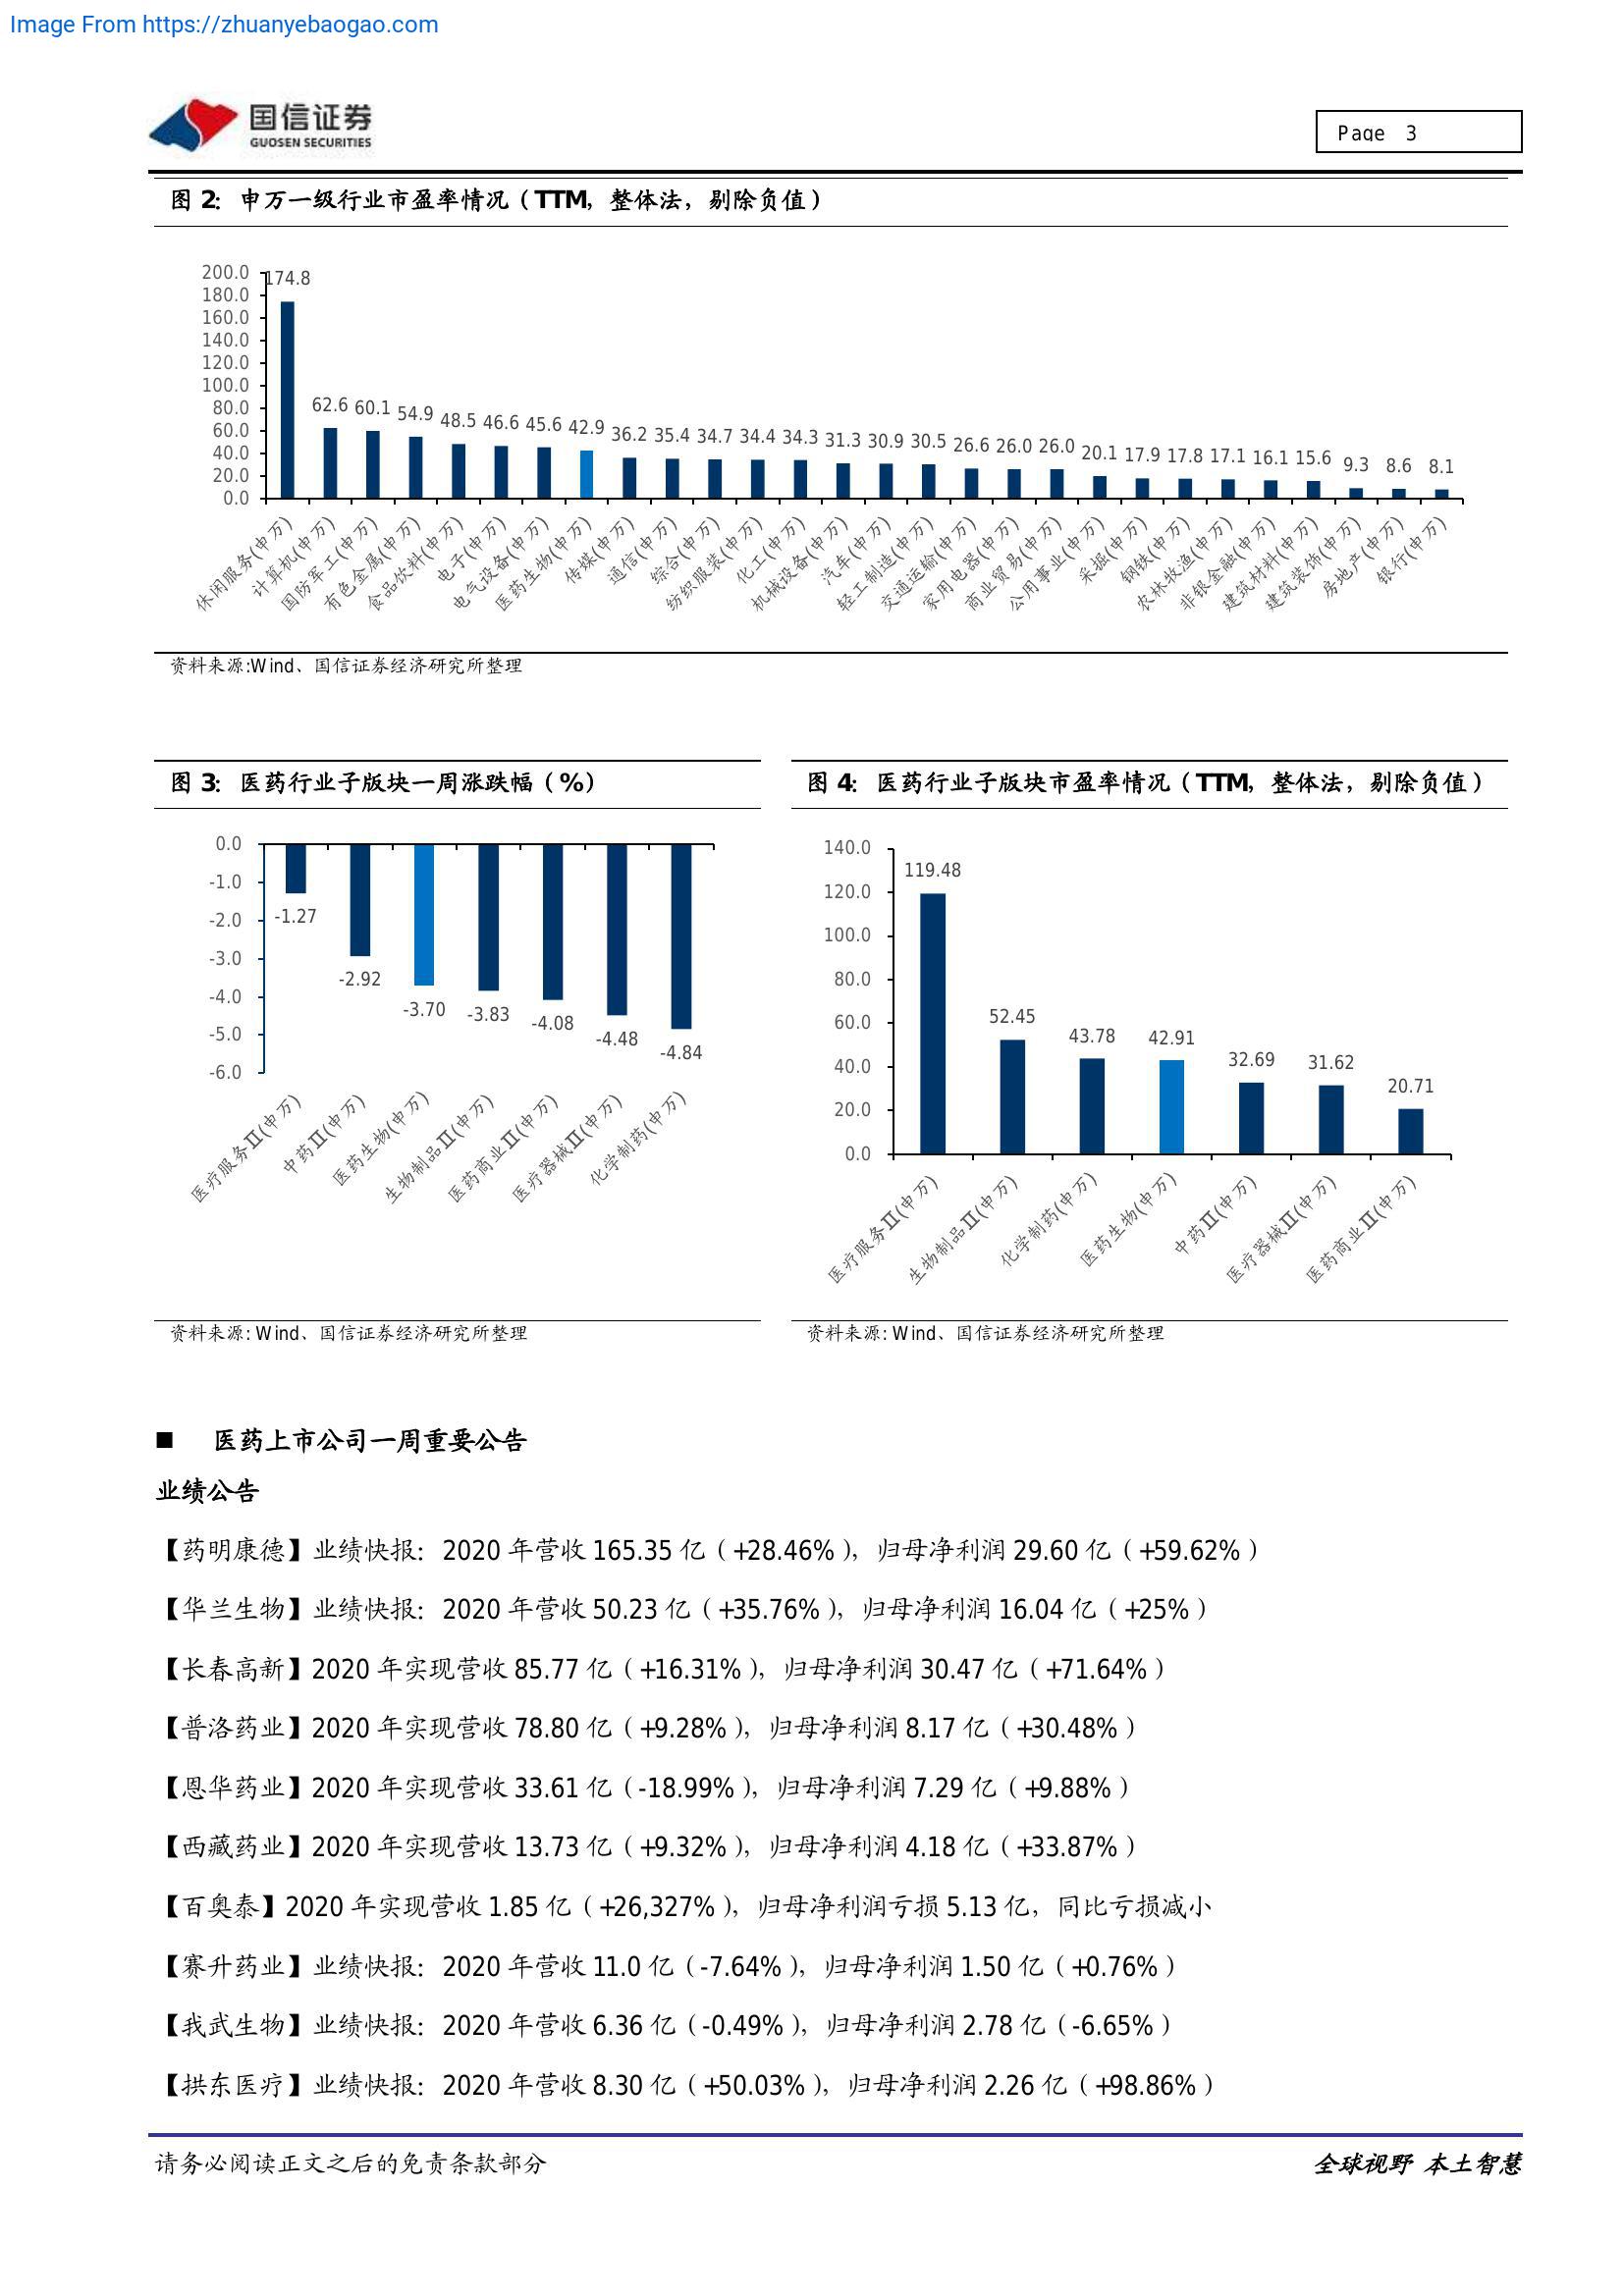 Image From https://zhuanyebaogao.com
国信证券
GUOSEN SECURITIES
Page 3
图 2：申万一级行业市盈率情况（TTM，整体法，剔除负值）
200.0
180.0
160.0
140.0
120.0
100.0
80.0
60.0
40.0
20.0
0.0
174.8 62.6 60.1 54.9 48.5 46.6 45.6 42.9 36.2 35.4 34.7 34.4 34.3 31.3 30.9 30.5 26.6 26.0 26.0 20.1 17.9 17.8 17.1 16.1 15.6 9.3 8.6 8.1
休闲服务(申万)
计算机(申万)
国防军工(申万)
有色金属(申万)
食品饮料(申万)
电子(申万)
电气设备(申万)
医药生物(申万)
传媒(申万)
通信(申万)
综合(申万)
纺织服装(申万)
化工(申万)
机械设备(申万)
汽车(申万)
轻工制造(申万)
交通运输(申万)
家用电器(申万)
商业贸易(申万)
公用事业(申万)
采掘(申万)
钢铁(申万)
农林牧渔(申万)
非银金融(申万)
建筑材料(申万)
建筑装饰(申万)
房地产(申万)
银行(申万)
资料来源:Wind、国信证券经济研究所整理
图 3：医药行业子版块一周涨跌幅（%）
0.0
-1.0
-2.0
-3.0
-4.0
-5.0
-6.0
-1.27
-2.92
-3.70
-3.83
-4.08
-4.48
-4.84
医疗服务Ⅱ(申万)
中药Ⅱ(申万)
医药生物(申万)
生物制品Ⅱ(申万)
医药商业Ⅱ(申万)
医疗器械Ⅱ(申万)
化学制药(申万)
资料来源: Wind、国信证券经济研究所整理
图 4：医药行业子版块市盈率情况（TTM，整体法，剔除负值）
140.0
120.0
100.0
80.0
60.0
40.0
20.0
0.0
119.48
52.45
43.78
42.91
32.69
31.62
20.71
医疗服务Ⅱ(申万)
生物制品Ⅱ(申万)
化学制药(申万)
医药生物(申万)
中药Ⅱ(申万)
医疗器械Ⅱ(申万)
医药商业Ⅱ(申万)
资料来源: Wind、国信证券经济研究所整理
■ 医药上市公司一周重要公告
业绩公告
【药明康德】业绩快报：2020 年营收 165.35 亿（+28.46%），归母净利润 29.60 亿（+59.62%）
【华兰生物】业绩快报：2020 年营收 50.23 亿（+35.76%），归母净利润 16.04 亿（+25%）
【长春高新】2020 年实现营收 85.77 亿（+16.31%），归母净利润 30.47 亿（+71.64%）
【普洛药业】2020 年实现营收 78.80 亿（+9.28%），归母净利润 8.17 亿（+30.48%）
【恩华药业】2020 年实现营收 33.61 亿（-18.99%），归母净利润 7.29 亿（+9.88%）
【西藏药业】2020 年实现营收 13.73 亿（+9.32%），归母净利润 4.18 亿（+33.87%）
【百奥泰】2020 年实现营收 1.85 亿（+26,327%），归母净利润亏损 5.13 亿，同比亏损减小
【赛升药业】业绩快报：2020 年营收 11.0 亿（-7.64%），归母净利润 1.50 亿（+0.76%）
【我武生物】业绩快报：2020 年营收 6.36 亿（-0.49%），归母净利润 2.78 亿（-6.65%）
【拱东医疗】业绩快报：2020 年营收 8.30 亿（+50.03%），归母净利润 2.26 亿（+98.86%）
请务必阅读正文之后的免责条款部分
全球视野 本土智慧